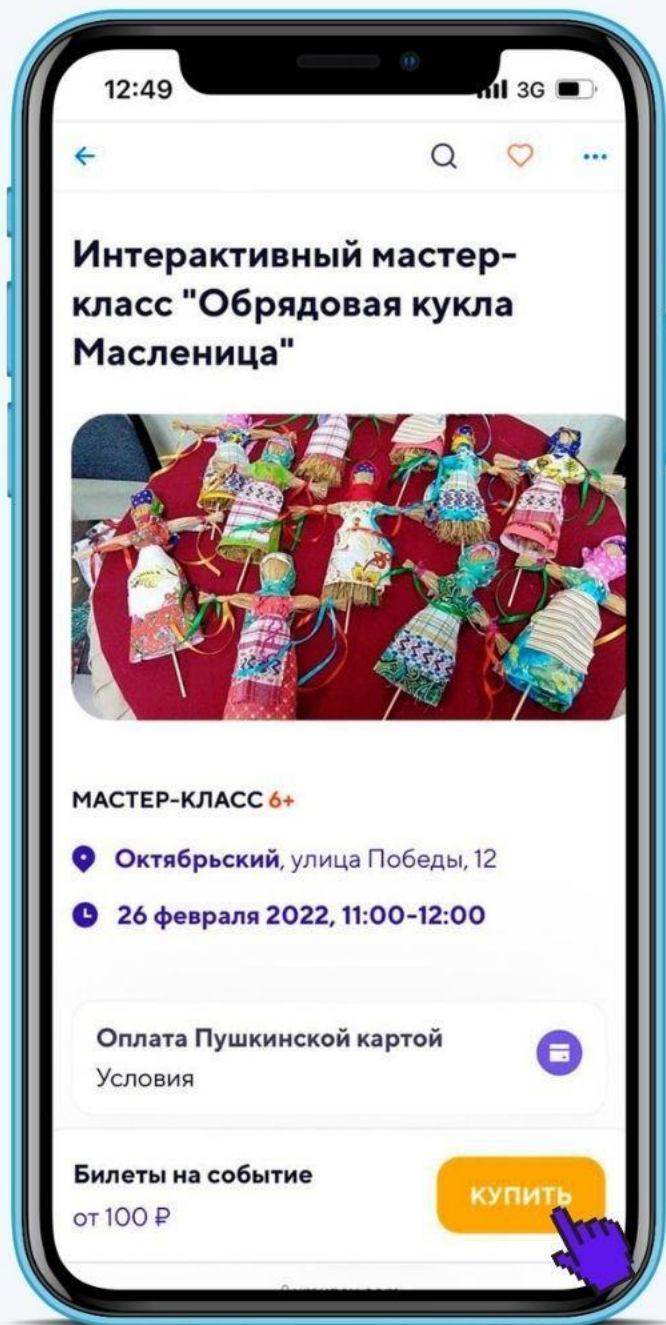 12:49
3G
Интерактивный мастер-
класс "Обрядовая кукла
Масленица"
МАСТЕР-КЛАСС 6+
Октябрьский, улица Победы, 12
26 февраля 2022, 11:00-12:00
Оплата Пушкинской картой
Условия
Билеты на событие
от 100 ₽
КУПИТЬ